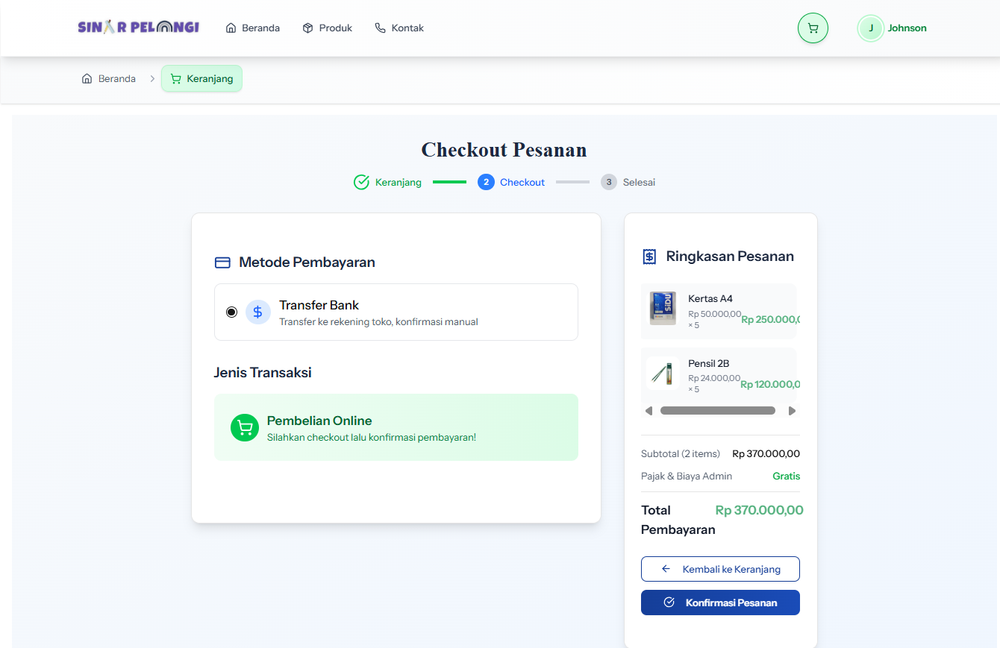 SINAR PELANGI
Beranda
Produk
Kontak
J
Johnson
Beranda
Keranjang
Checkout Pesanan
Keranjang
2
Checkout
3
Selesai
Metode Pembayaran
Transfer Bank
Transfer ke rekening toko, konfirmasi manual
Jenis Transaksi
Pembelian Online
Silahkan checkout lalu konfirmasi pembayaran!
Ringkasan Pesanan
SiDU
Kertas A4
Rp 50.000,00
× 5
Rp 250.000,0
Pensil 2B
Rp 24.000,00
× 5
Rp 120.000,0
Subtotal (2 items) Rp 370.000,00
Pajak & Biaya Admin Gratis
Total Rp 370.000,00
Pembayaran
Kembali ke Keranjang
Konfirmasi Pesanan